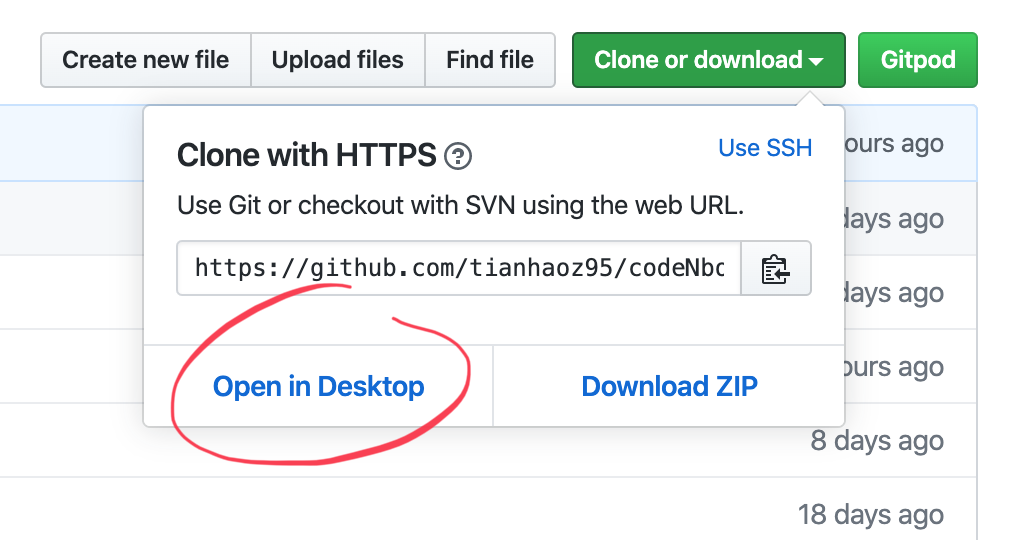 Create new file Upload files Find file Clone or download Gitpod
Clone with HTTPS Use SSH
ours ago
Use Git or checkout with SVN using the web URL.
days ago
https://github.com/tianhaoz95/codeNbo
days ago
Open in Desktop Download ZIP
ours ago
8 days ago
18 days ago